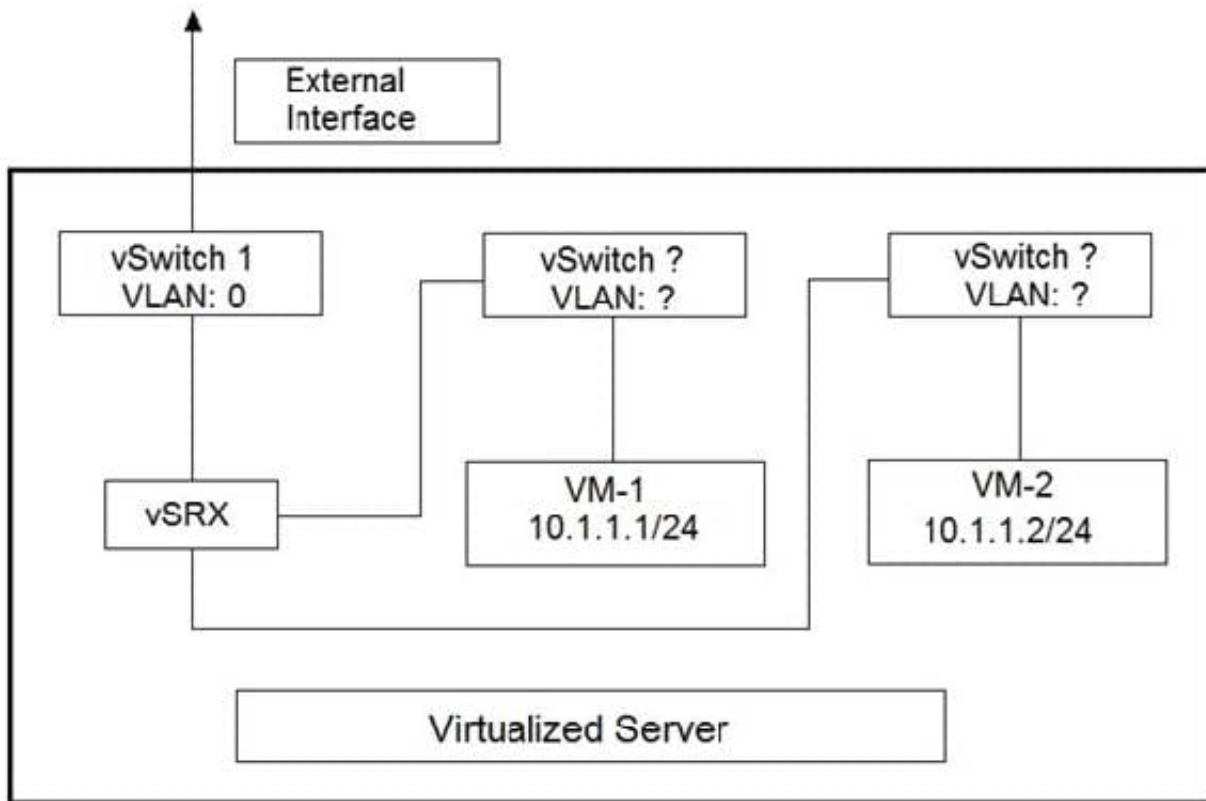 External
Interface
vSwitch 1
VLAN: 0
vSwitch ?
VLAN: ?
vSwitch ?
VLAN: ?
vSRX
VM-1
10.1.1.1/24
VM-2
10.1.1.2/24
Virtualized Server